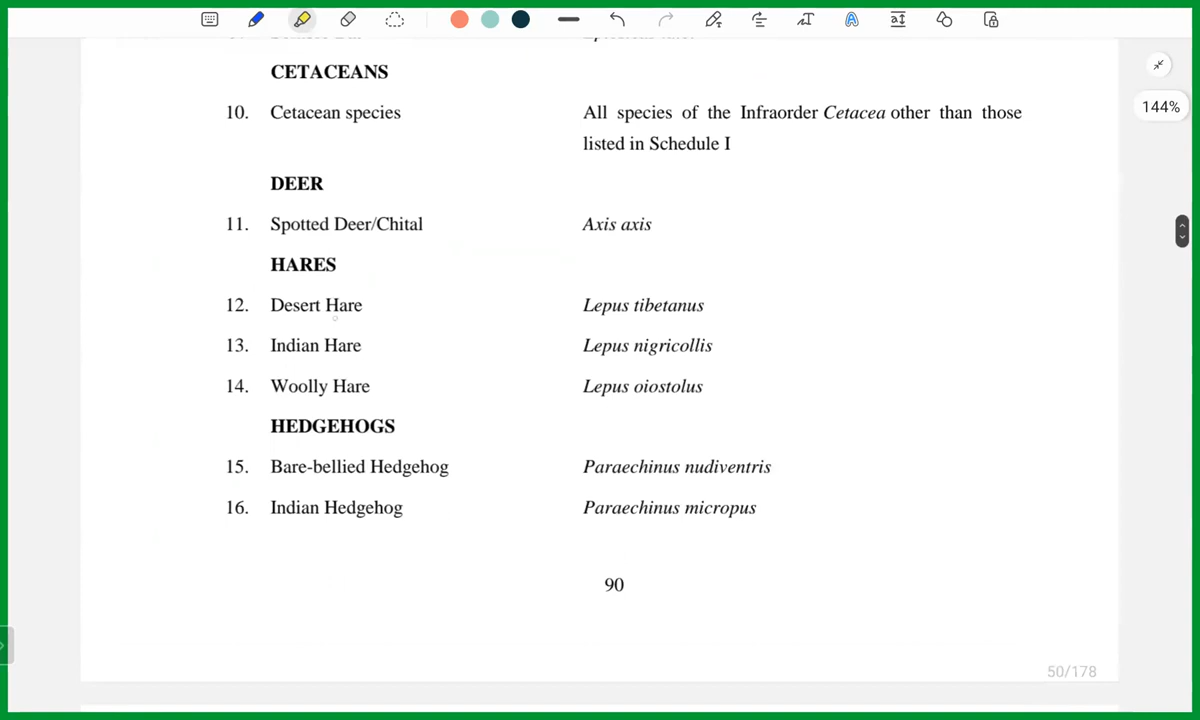 144%
CETACEANS
10. Cetacean species All species of the Infraorder Cetacea other than those
listed in Schedule I
DEER
11. Spotted Deer/Chital Axis axis
HARES
12. Desert Hare Lepus tibetanus
13. Indian Hare Lepus nigricollis
14. Woolly Hare Lepus oiostolus
HEDGEHOGS
15. Bare-bellied Hedgehog Paraechinus nudiventris
16. Indian Hedgehog Paraechinus micropus
90
50/178